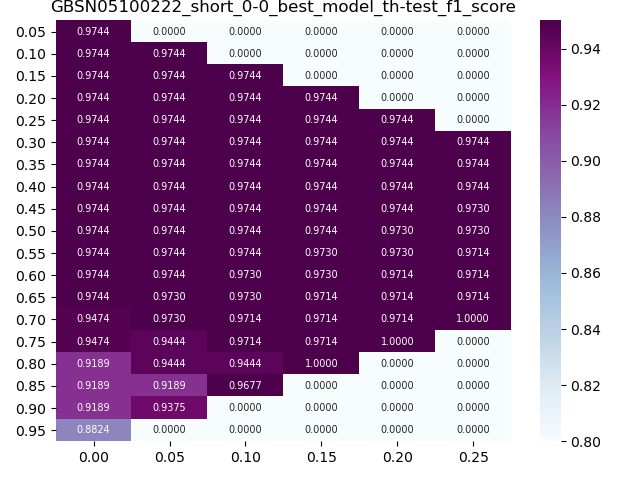 GBSN05100222_short_0-0_best_model_th-test_f1_score
0.05 0.9744 0.0000 0.0000 0.0000 0.0000 0.0000
0.10 0.9744 0.9744 0.0000 0.0000 0.0000 0.0000
0.15 0.9744 0.9744 0.9744 0.0000 0.0000 0.0000
0.20 0.9744 0.9744 0.9744 0.9744 0.0000 0.0000
0.25 0.9744 0.9744 0.9744 0.9744 0.9744 0.0000
0.30 0.9744 0.9744 0.9744 0.9744 0.9744 0.9744
0.35 0.9744 0.9744 0.9744 0.9744 0.9744 0.9744
0.40 0.9744 0.9744 0.9744 0.9744 0.9744 0.9744
0.45 0.9744 0.9744 0.9744 0.9744 0.9744 0.9730
0.50 0.9744 0.9744 0.9744 0.9744 0.9730 0.9730
0.55 0.9744 0.9744 0.9744 0.9730 0.9730 0.9714
0.60 0.9744 0.9744 0.9730 0.9730 0.9714 0.9714
0.65 0.9744 0.9730 0.9730 0.9714 0.9714 0.9714
0.70 0.9474 0.9730 0.9714 0.9714 0.9714 1.0000
0.75 0.9474 0.9444 0.9714 0.9714 1.0000 0.0000
0.80 0.9189 0.9444 0.9444 1.0000 0.0000 0.0000
0.85 0.9189 0.9189 0.9677 0.0000 0.0000 0.0000
0.90 0.9189 0.9375 0.0000 0.0000 0.0000 0.0000
0.95 0.8824 0.0000 0.0000 0.0000 0.0000 0.0000
0.00 0.05 0.10 0.15 0.20 0.25
0.94
0.92
0.90
0.88
0.86
0.84
0.82
0.80